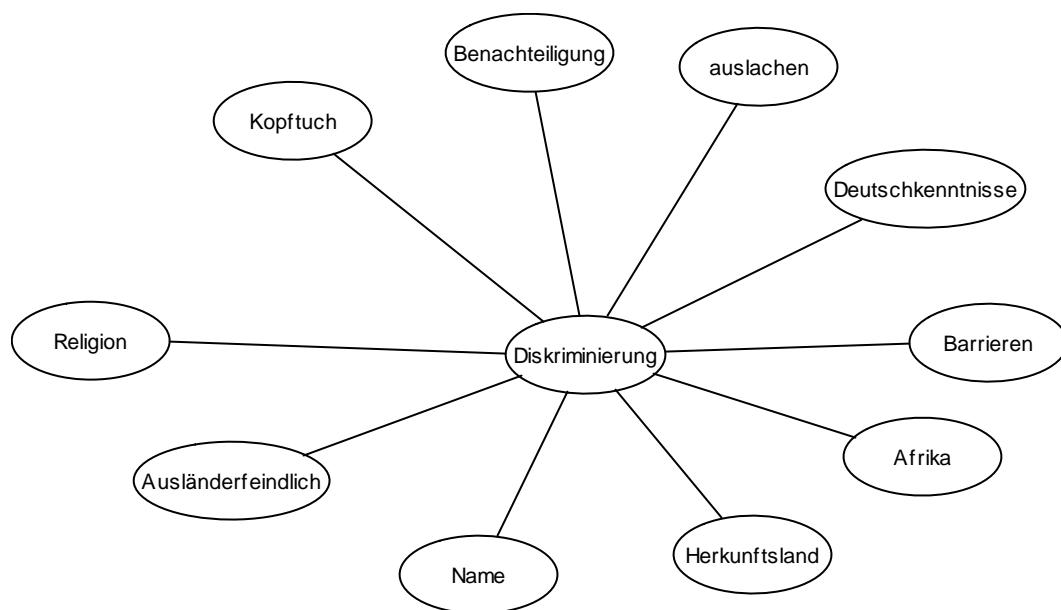 Benachteiligung
auslachen
Kopftuch
Deutschkenntnisse
Religion
Diskriminierung
Barrieren
Ausländerfeindlich
Afrika
Name
Herkunftsland